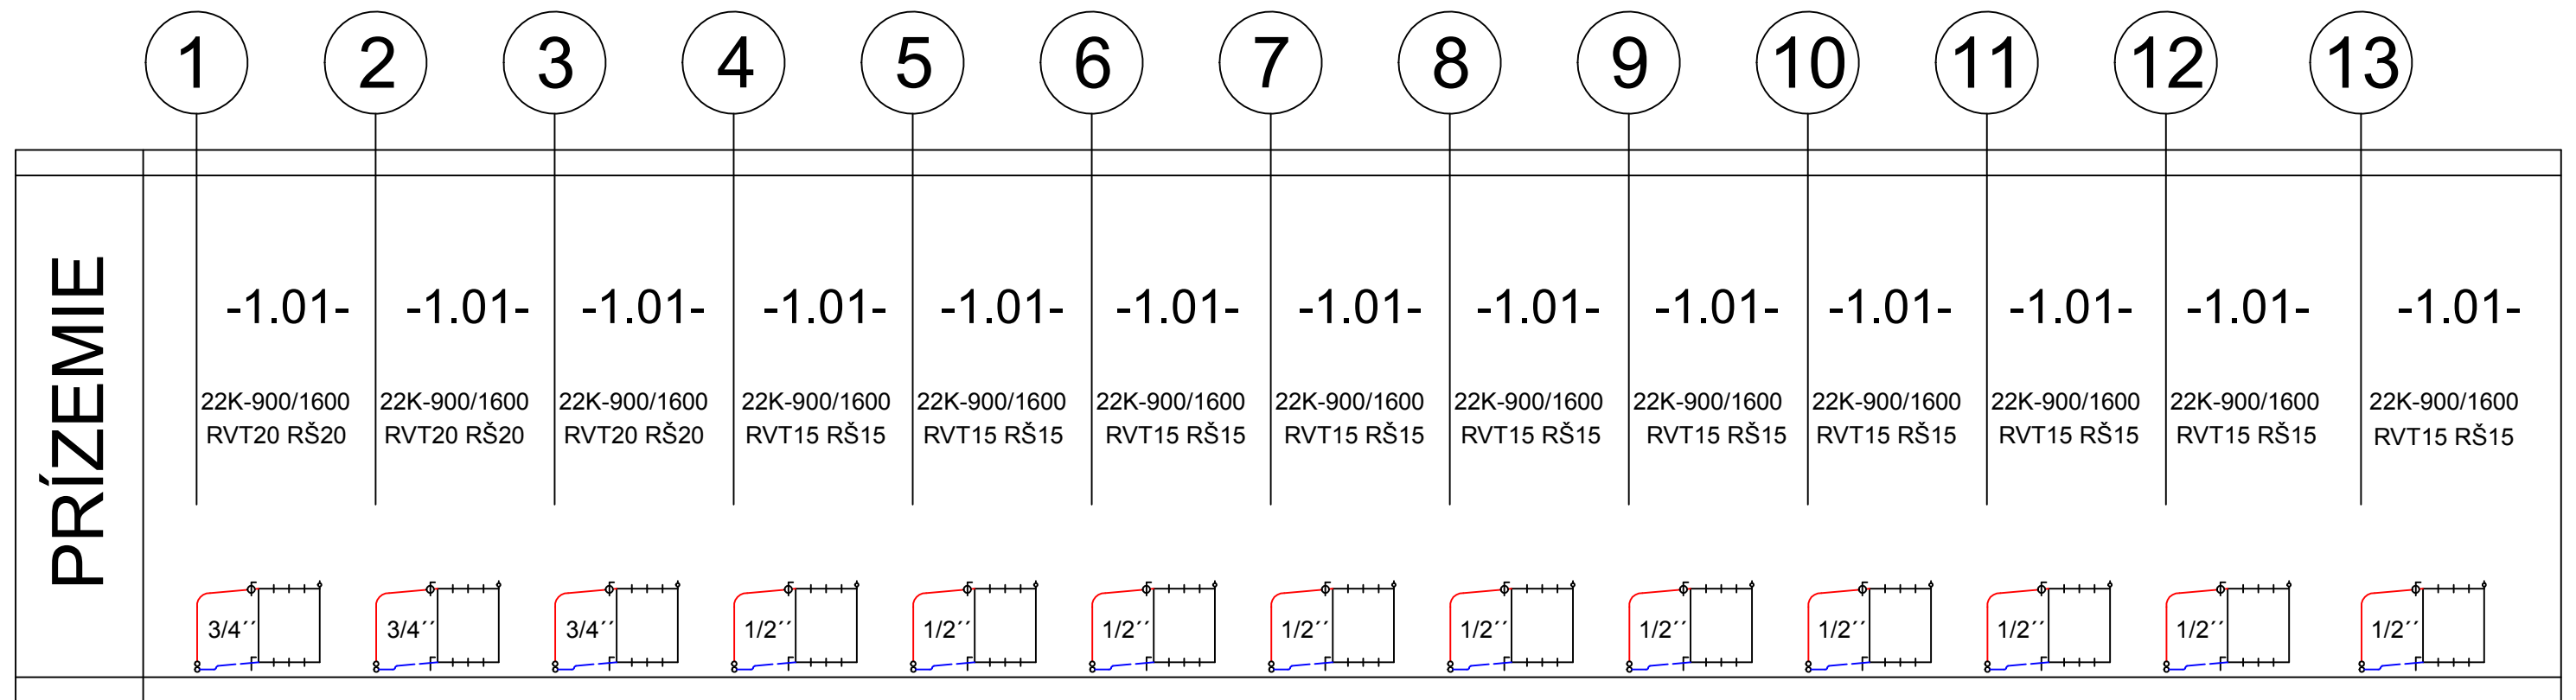 1 2 3 4 5 6 7 8 9 10 11 12 13
PRÍZEMIE
-1.01- -1.01- -1.01- -1.01- -1.01- -1.01- -1.01- -1.01- -1.01- -1.01- -1.01- -1.01- -1.01-
22K-900/1600 22K-900/1600 22K-900/1600 22K-900/1600 22K-900/1600 22K-900/1600 22K-900/1600 22K-900/1600 22K-900/1600 22K-900/1600 22K-900/1600 22K-900/1600 22K-900/1600
RVT20 RŠ20 RVT20 RŠ20 RVT20 RŠ20 RVT15 RŠ15 RVT15 RŠ15 RVT15 RŠ15 RVT15 RŠ15 RVT15 RŠ15 RVT15 RŠ15 RVT15 RŠ15 RVT15 RŠ15 RVT15 RŠ15 RVT15 RŠ15
3/4´´ 3/4´´ 3/4´´ 1/2´´ 1/2´´ 1/2´´ 1/2´´ 1/2´´ 1/2´´ 1/2´´ 1/2´´ 1/2´´ 1/2´´